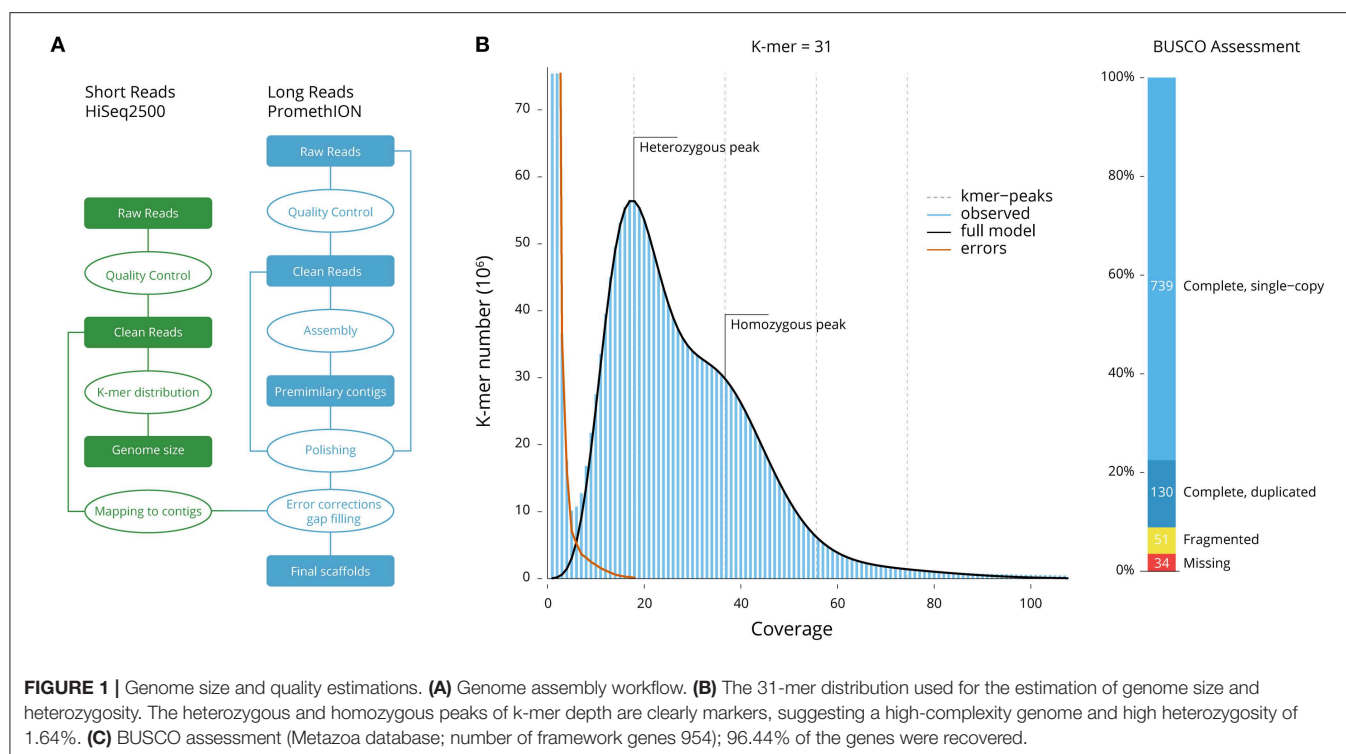 A
Short Reads
HiSeq2500
Raw Reads
Quality Control
Clean Reads
K-mer distribution
Genome size
Mapping to contigs
Long Reads
PromethION
Raw Reads
Quality Control
Clean Reads
Assembly
Premimilary contigs
Polishing
Error corrections
gap filling
Final scaffolds
B
K-mer = 31
K-mer number (10⁶)
70
60
50
40
30
20
10
0
Heterozygous peak
Homozygous peak
kmer-peaks
observed
full model
errors
0
20
40
60
80
100
Coverage
BUSCO Assessment
100%
80%
60%
40%
20%
0%
739
Complete, single-copy
130
Complete, duplicated
51
Fragmented
34
Missing
FIGURE 1 | Genome size and quality estimations. (A) Genome assembly workflow. (B) The 31-mer distribution used for the estimation of genome size and
heterozygosity. The heterozygous and homozygous peaks of k-mer depth are clearly markers, suggesting a high-complexity genome and high heterozygosity of
1.64%. (C) BUSCO assessment (Metazoa database; number of framework genes 954); 96.44% of the genes were recovered.